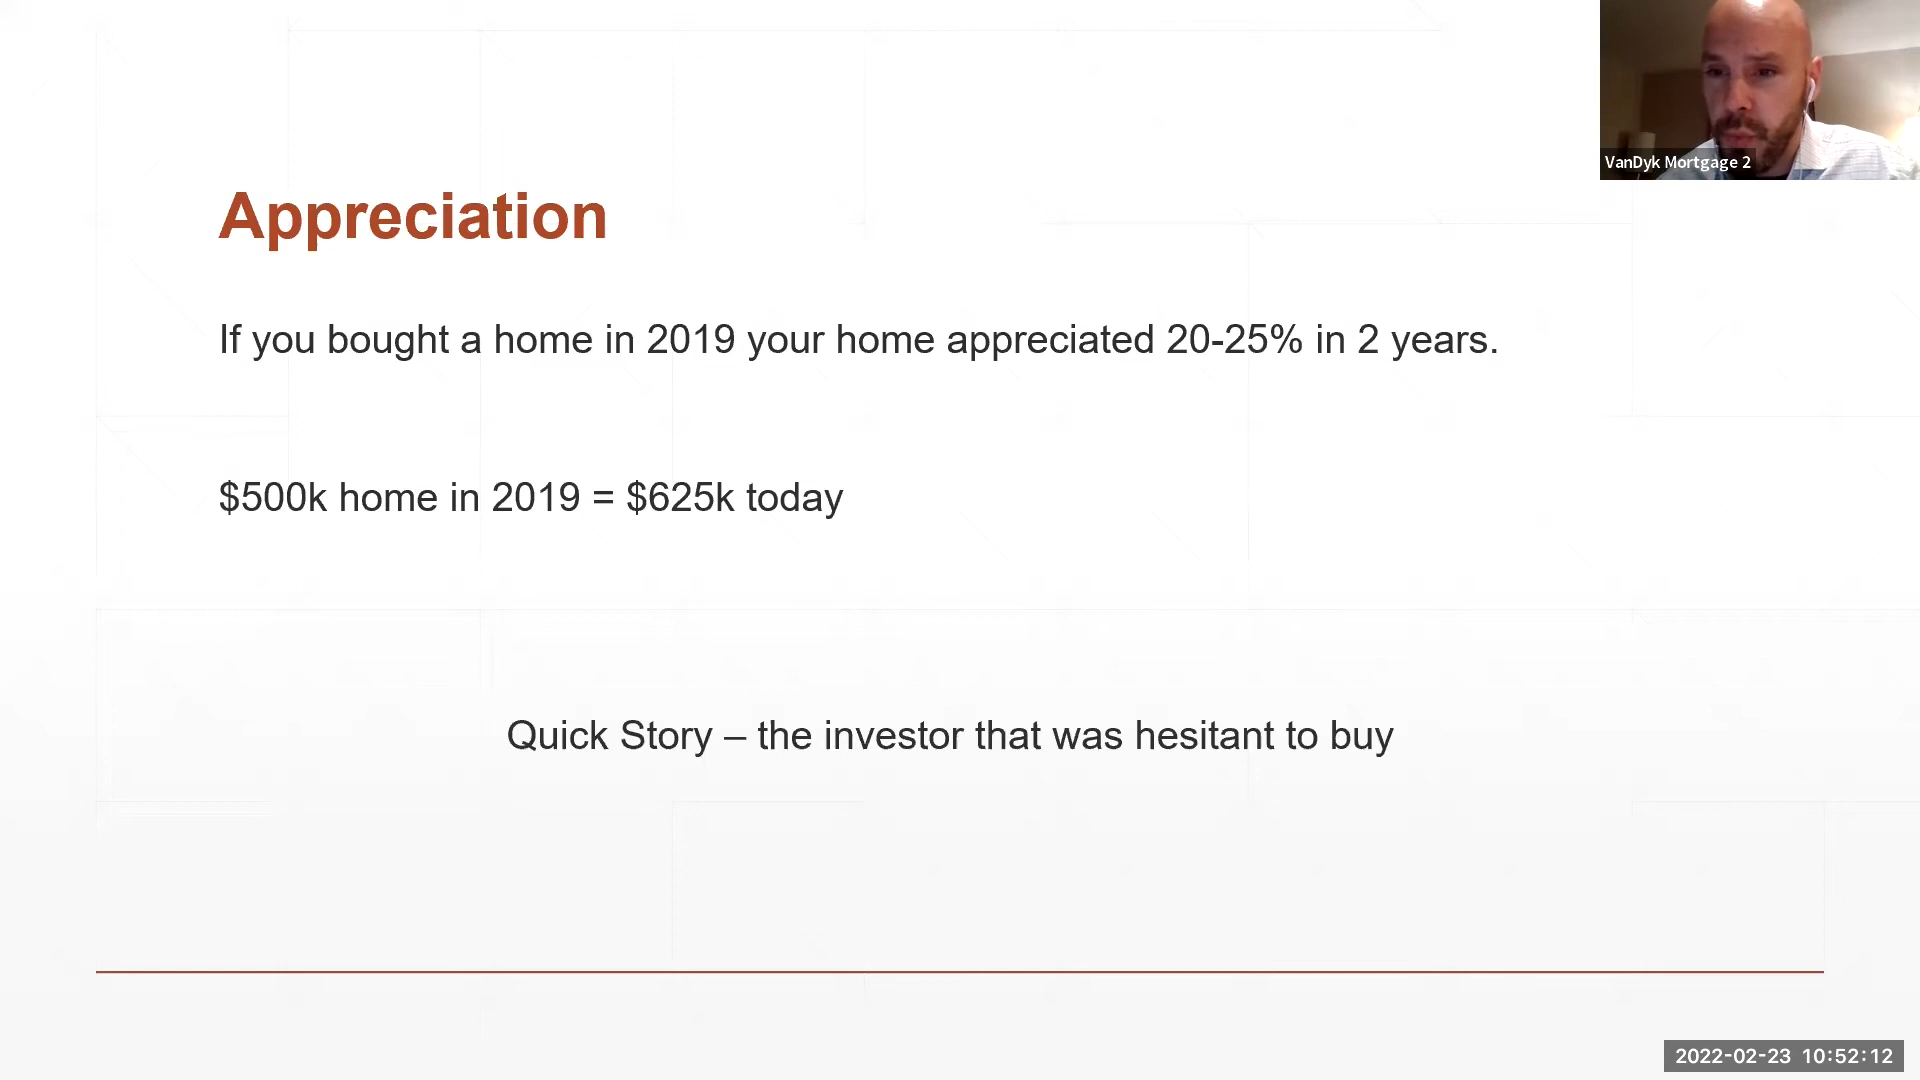 VanDyk Mortgage 2
Appreciation
If you bought a home in 2019 your home appreciated 20-25% in 2 years.
$500k home in 2019 = $625k today
Quick Story – the investor that was hesitant to buy
2022-02-23 10:52:12